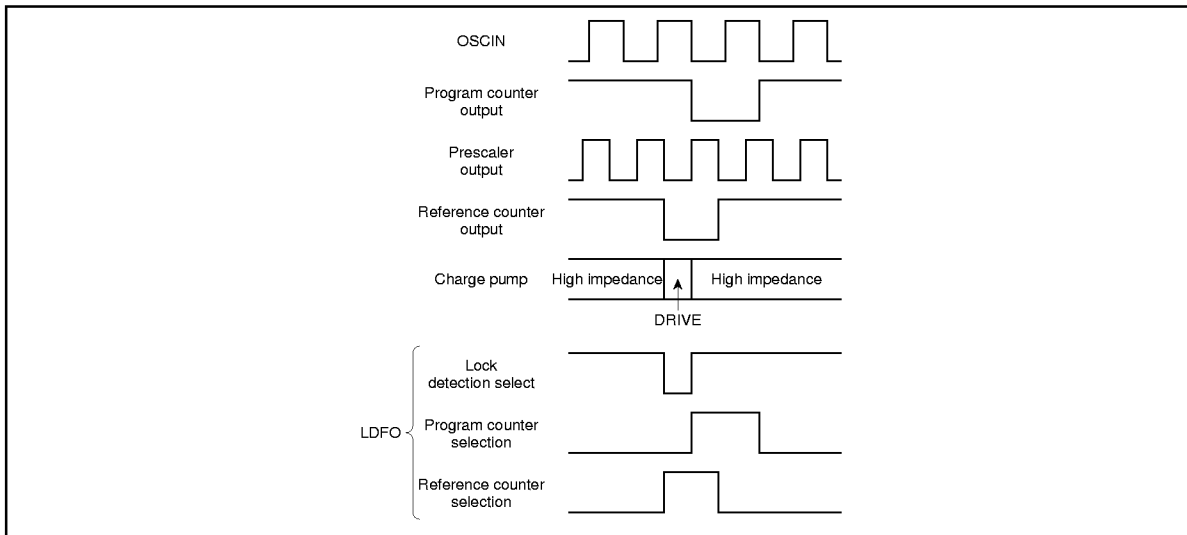 OSCIN
Program counter
output
Prescaler
output
Reference counter
output
Charge pump
High impedance
High impedance
DRIVE
Lock
detection select
LDFO
Program counter
selection
Reference counter
selection